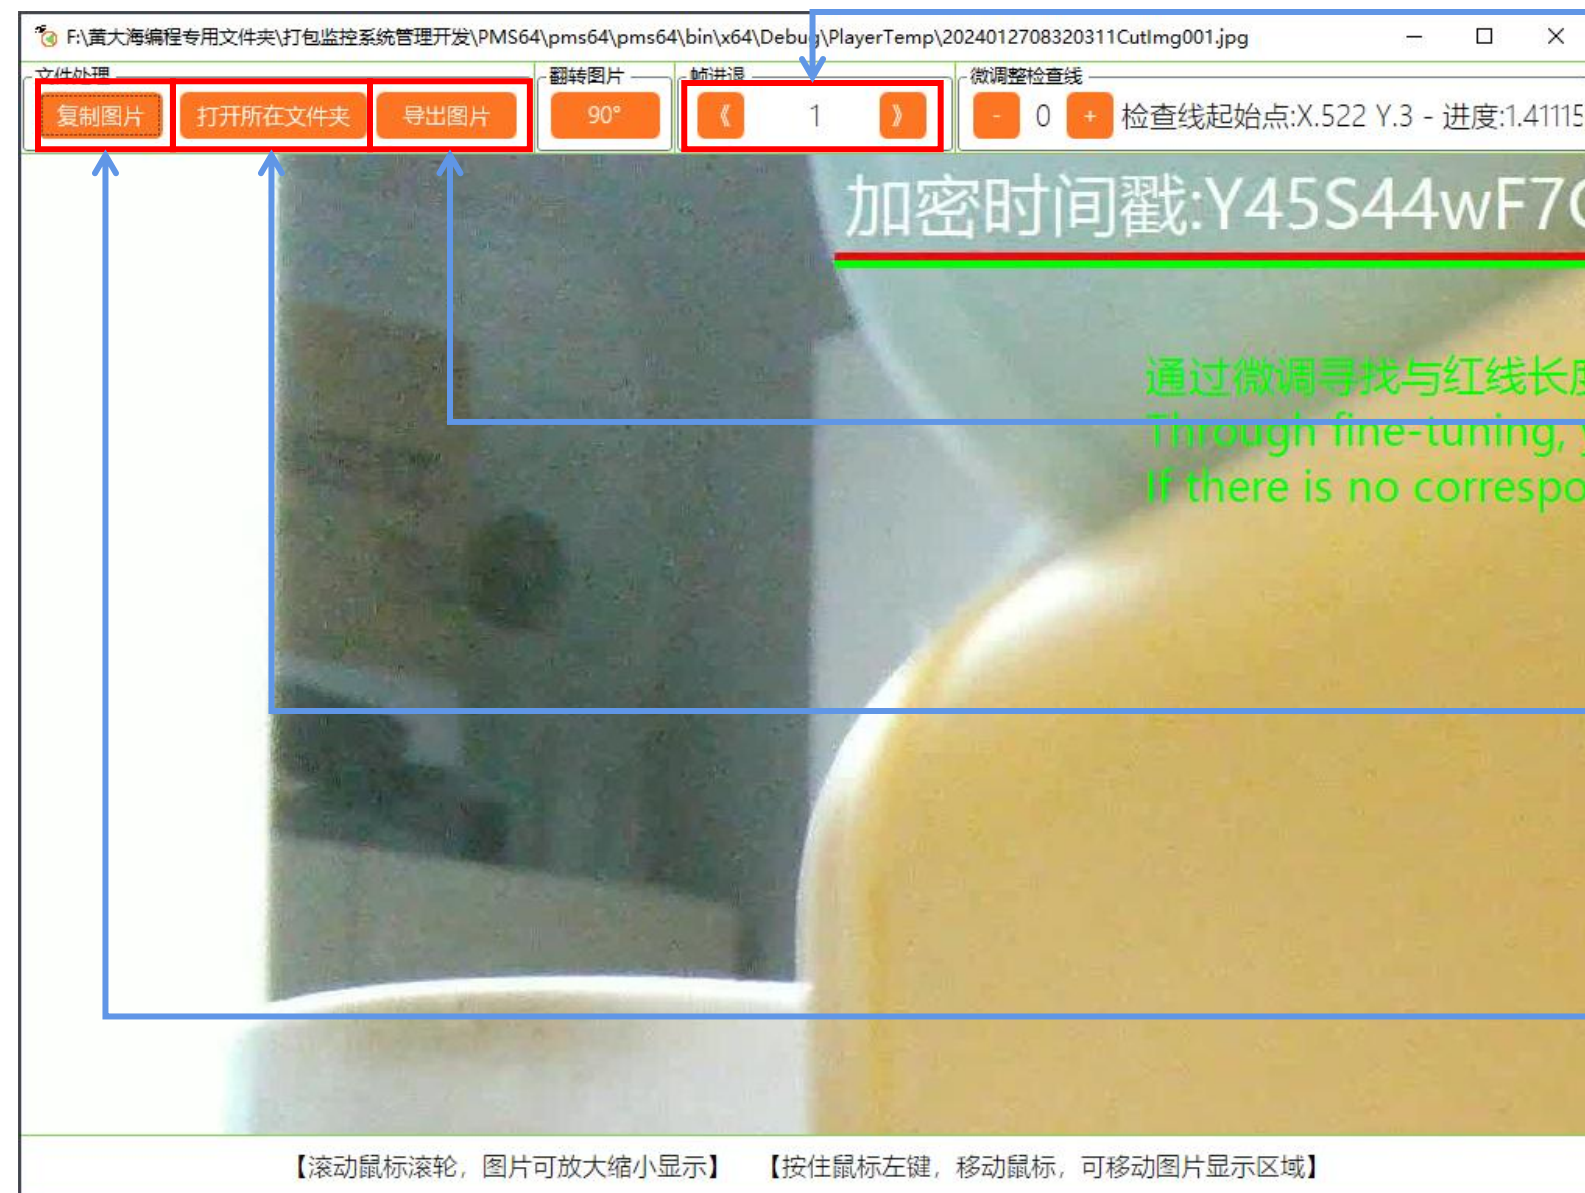 F:\黄大海编程专用文件夹\打包监控系统管理开发\PMS64\pms64\pms64\bin\x64\Debug\PlayerTemp\2024012708320311CutImg001.jpg
文件处理 翻转图片 帧进退 微调整检查线
复制图片 打开所在文件夹 导出图片 90° 《 1 》 - 0 + 检查线起始点:X.522 Y.3 - 进度:1.41115
加密时间戳:Y45S44wF7
通过微调寻找与红线长度
Through fine-tuning,
If there is no correspo
【滚动鼠标滚轮，图片可放大缩小显示】 【按住鼠标左键，移动鼠标，可移动图片显示区域】